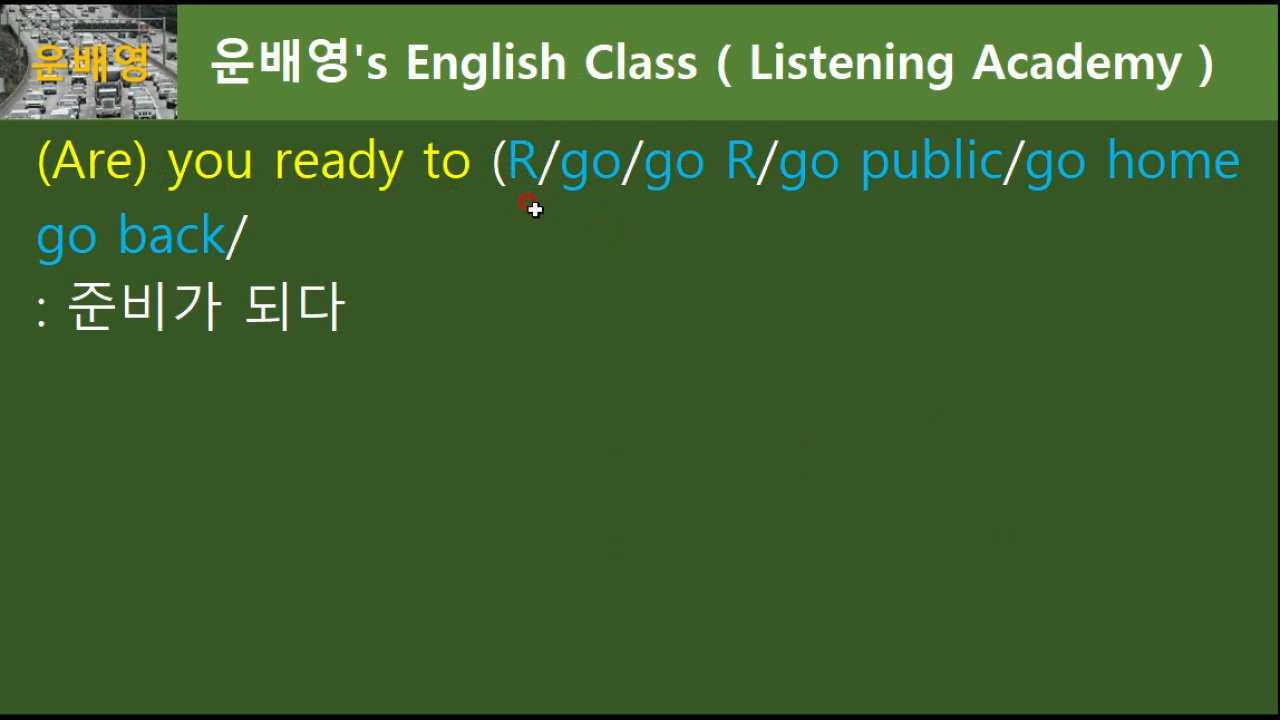 운배영
운배영's English Class ( Listening Academy )
(Are) you ready to (R/go/go R/go public/go home
go back/
: 준비가 되다